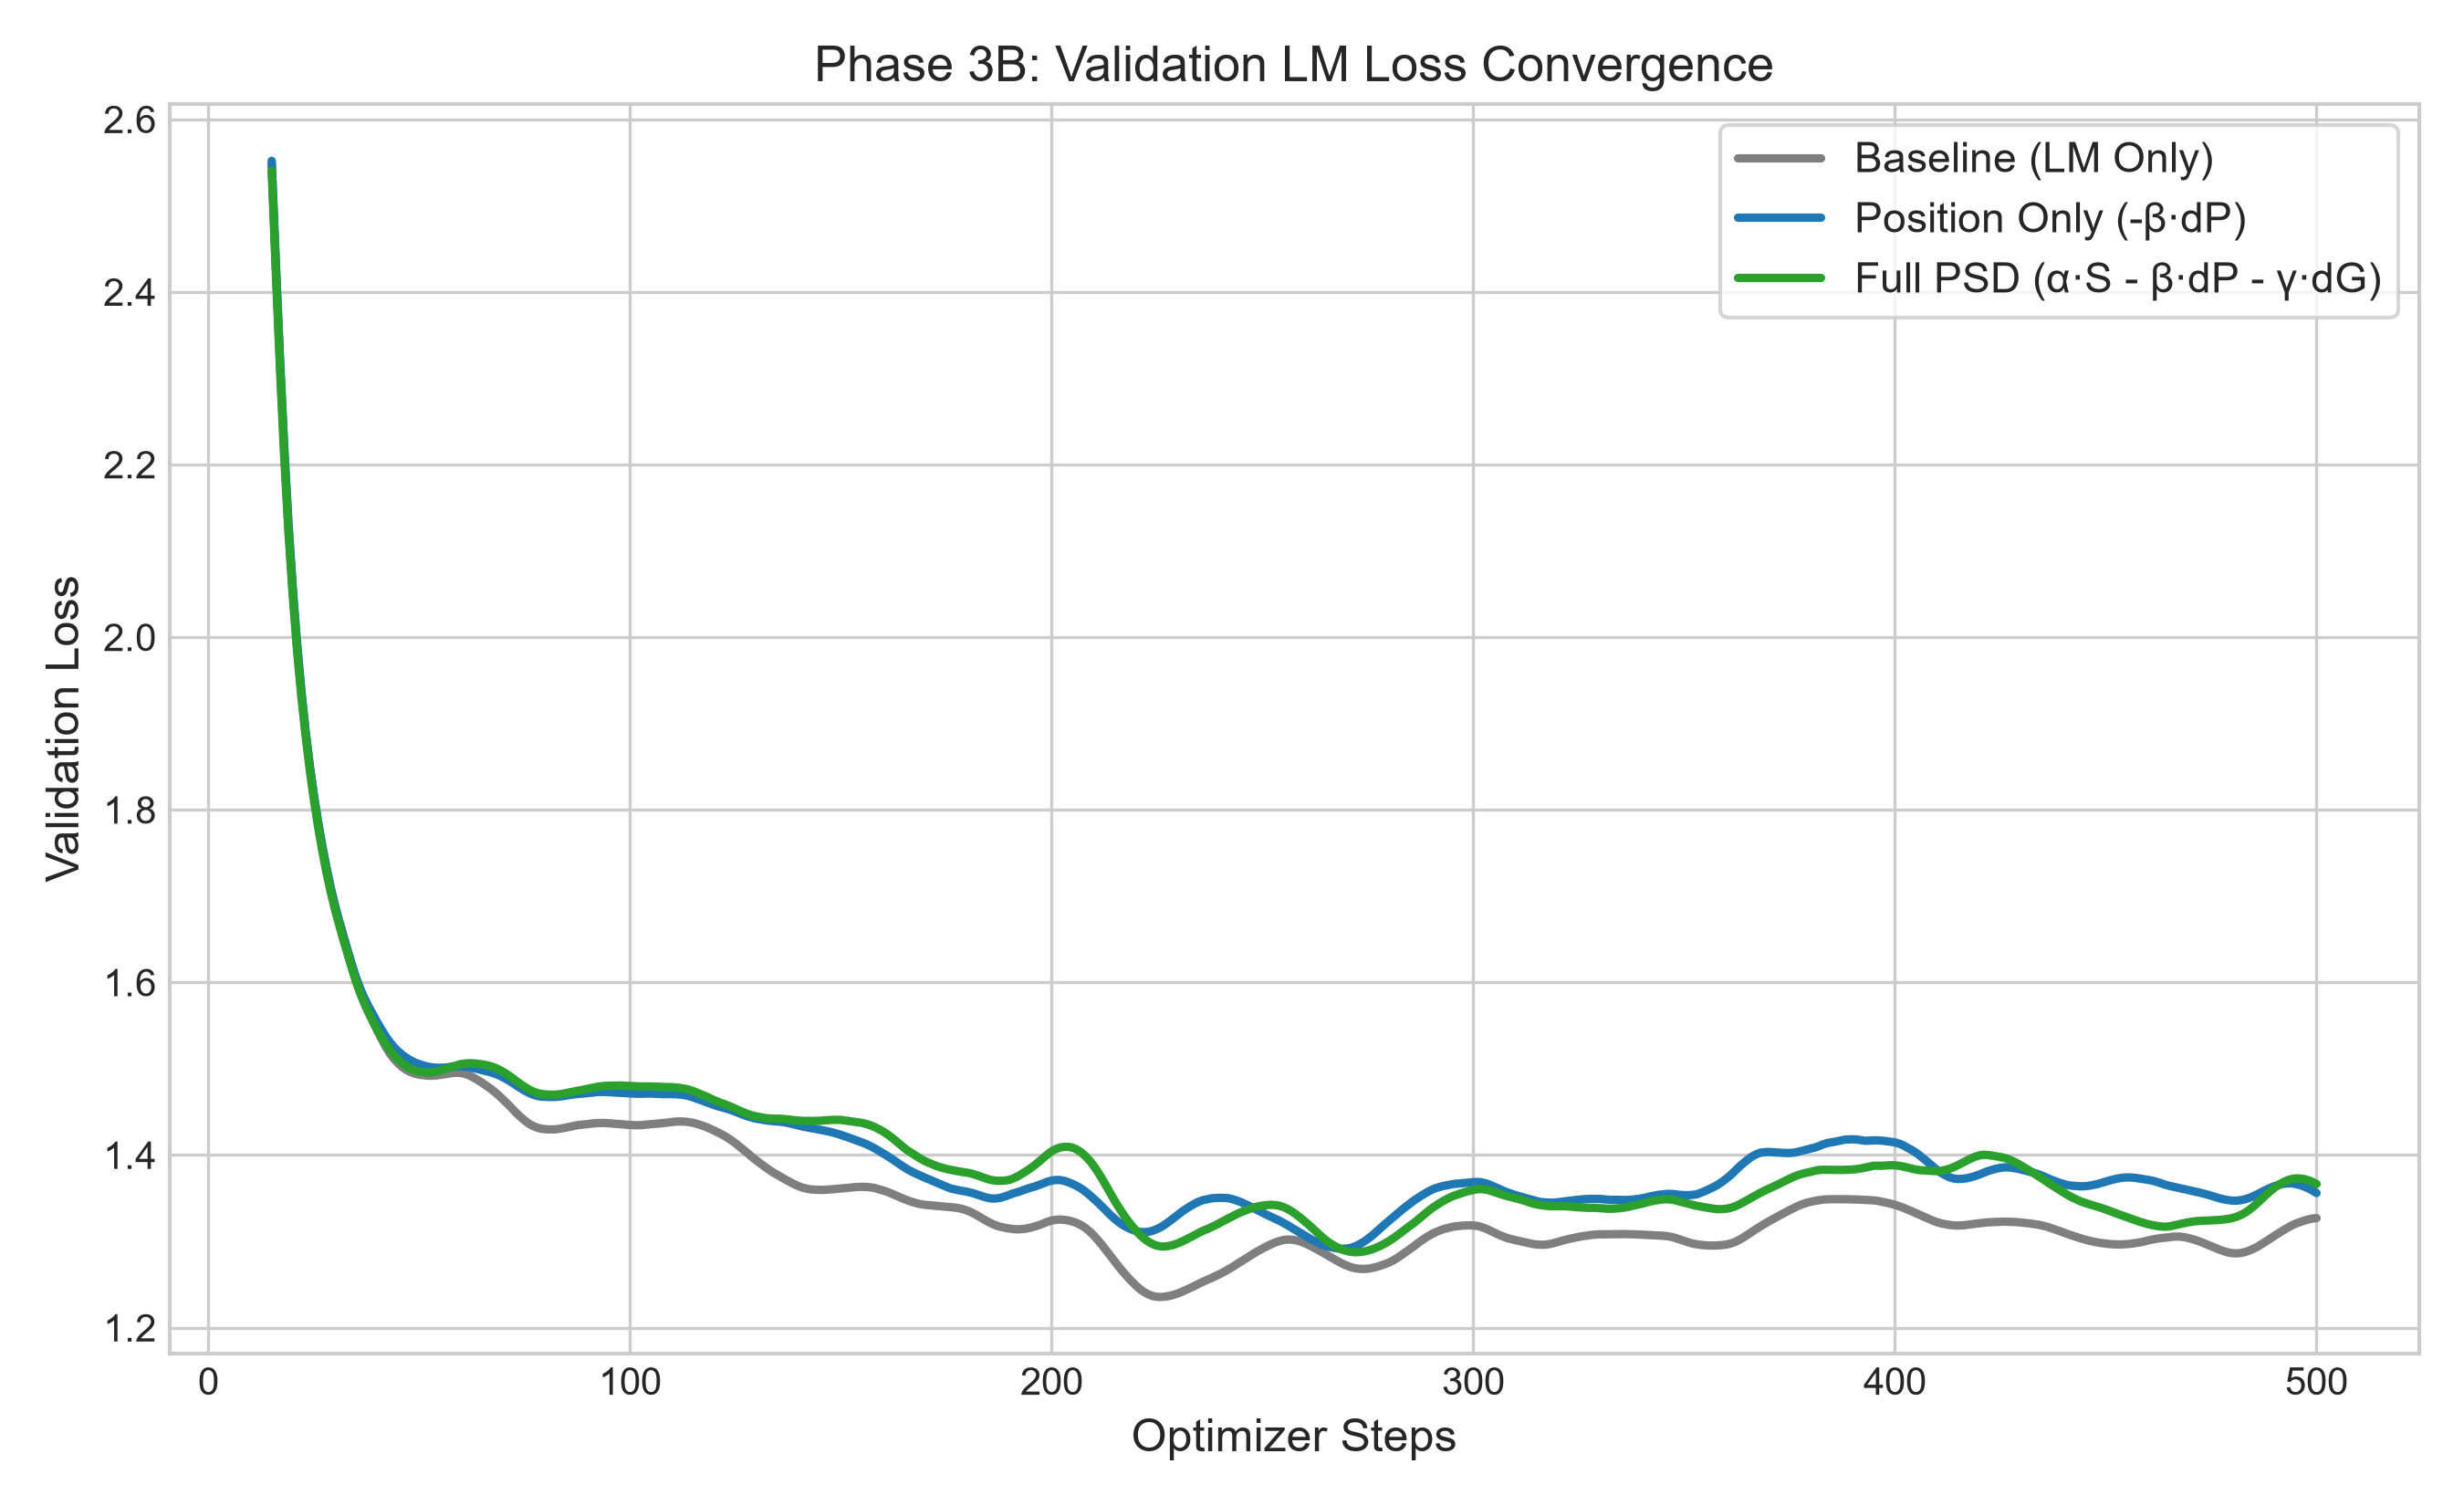 Phase 3B: Validation LM Loss Convergence
Baseline (LM Only)
Position Only (-β·dP)
Full PSD (α·S - β·dP - γ·dG)
Validation Loss
2.6
2.4
2.2
2.0
1.8
1.6
1.4
1.2
0 100 200 300 400 500
Optimizer Steps